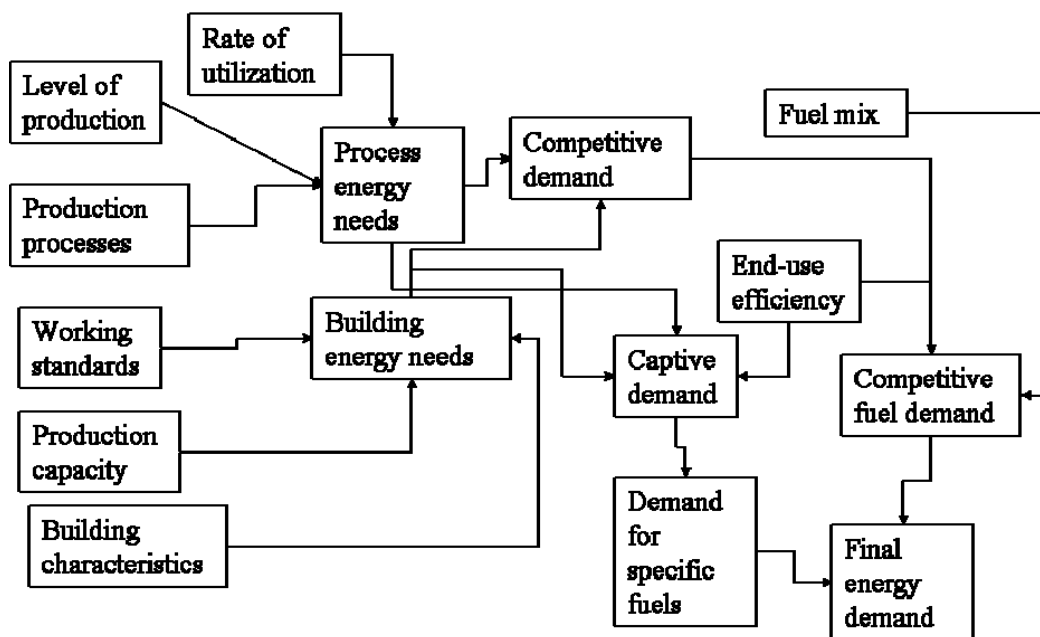 Rate of
utilization
Level of
production
Fuel mix
Process
energy
needs
Competitive
demand
Production
processes
End-use
efficiency
Building
energy needs
Working
standards
Captive
demand
Competitive
fuel demand
Production
capacity
Demand
for
specific
fuels
Building
characteristics
Final
energy
demand